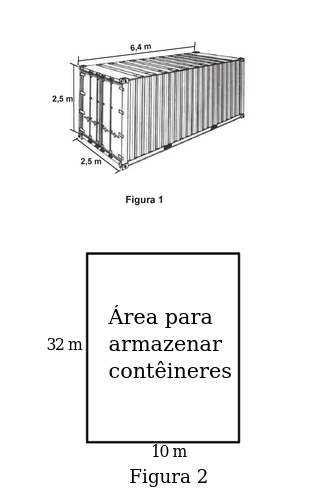 6,4 m
2,5 m
2,5 m
Figura 1
Área para
armazenar
contêineres
32 m
10 m
Figura 2